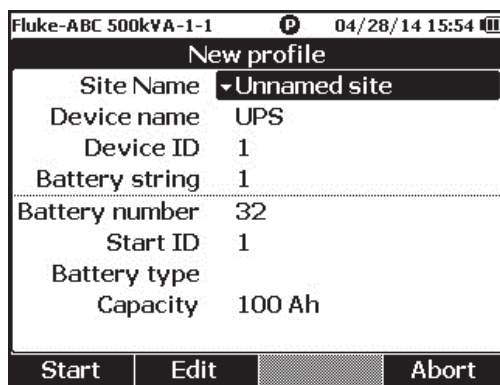 Fluke-ABC 500kVA-1-1 P 04/28/14 15:54
New profile
Site Name Unnamed site
Device name UPS
Device ID 1
Battery string 1
Battery number 32
Start ID 1
Battery type
Capacity 100 Ah
Start Edit Abort